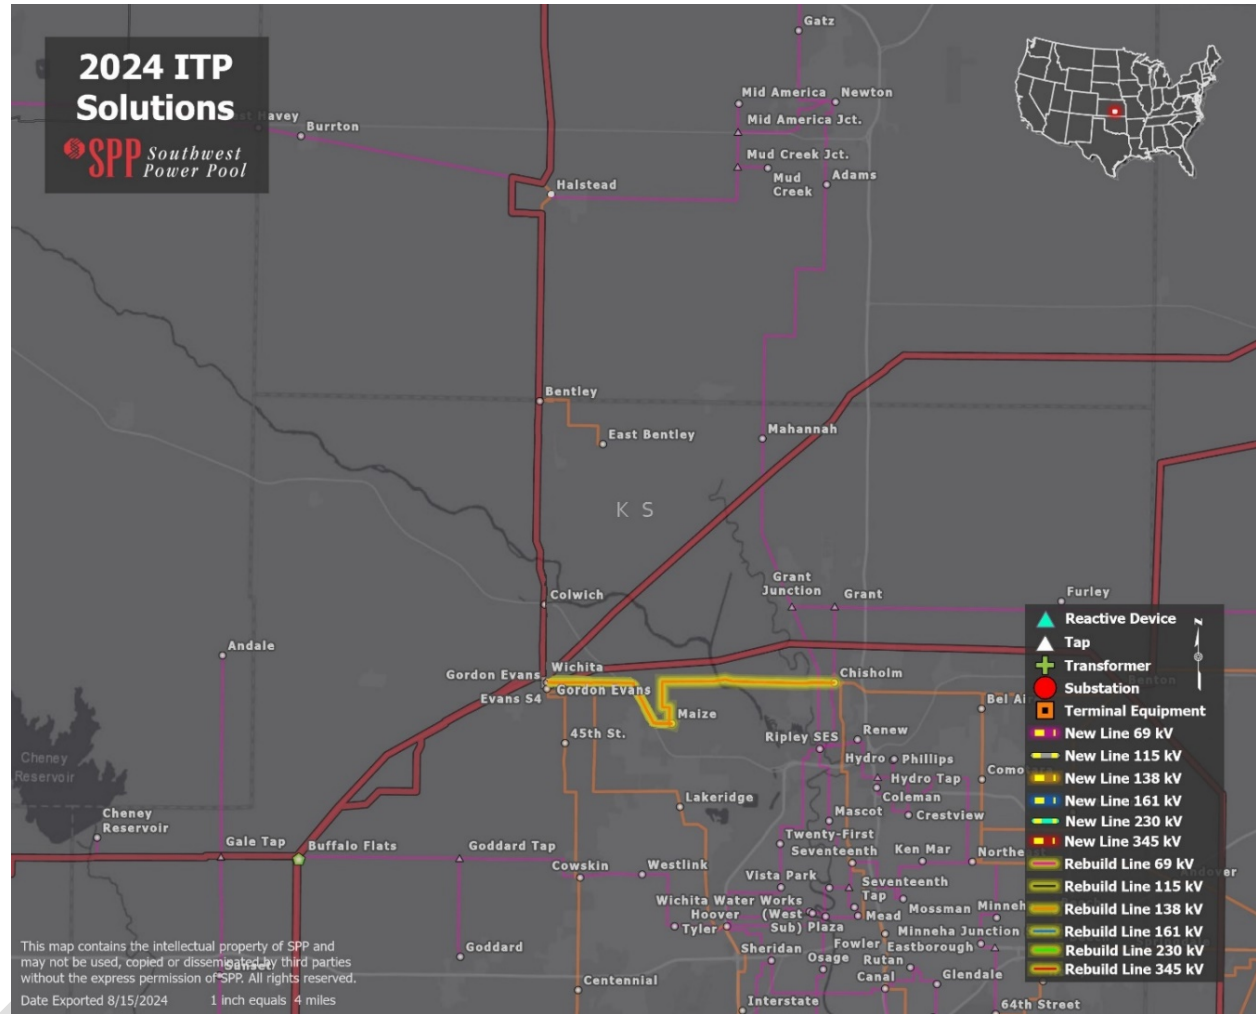 2024 ITP
Solutions
SPP Southwest
Power Pool
Havey
Burrton
Gatz
Mid America
Newton
Mid America Jct.
Mud Creek Jct.
Mud
Creek
Adams
Halstead
Bentley
East Bentley
Mahannah
K S
Grant
Junction
Grant
Furley
Colwich
Andale
Wichita
Gordon Evans
Gordon Evans
Evans S4
Chisholm
Maize
Benton
Bel Aire
45th St.
Ripley SES
Renew
Hydro
Phillips
Hydro Tap
Coleman
Crestview
Lakeridge
Mascot
Cheney
Reservoir
Cheney
Reservoir
Gale Tap
Buffalo Flats
Goddard Tap
Cowskin
Westlink
Twenty-First
Seventeenth
Ken Mar
Andover
Vista Park
Seventeenth
Tap
Wichita Water Works
Hoover
(West
Sub)
Plaza
Mead
Mossman
Tyler
Minneha Junction
Sheridan
Fowler
Eastborough
Osage
Rutan
Canal
Glendale
Goddard
Sunset
Centennial
Interstate
64th Street
Reactive Device
Tap
Transformer
Substation
Terminal Equipment
New Line 69 kV
New Line 115 kV
New Line 138 kV
New Line 161 kV
New Line 230 kV
New Line 345 kV
Rebuild Line 69 kV
Rebuild Line 115 kV
Rebuild Line 138 kV
Rebuild Line 161 kV
Rebuild Line 230 kV
Rebuild Line 345 kV
N
This map contains the intellectual property of SPP and
may not be used, copied or disseminated by third parties
without the express permission of SPP. All rights reserved.
Date Exported 8/15/2024 1 inch equals 4 miles